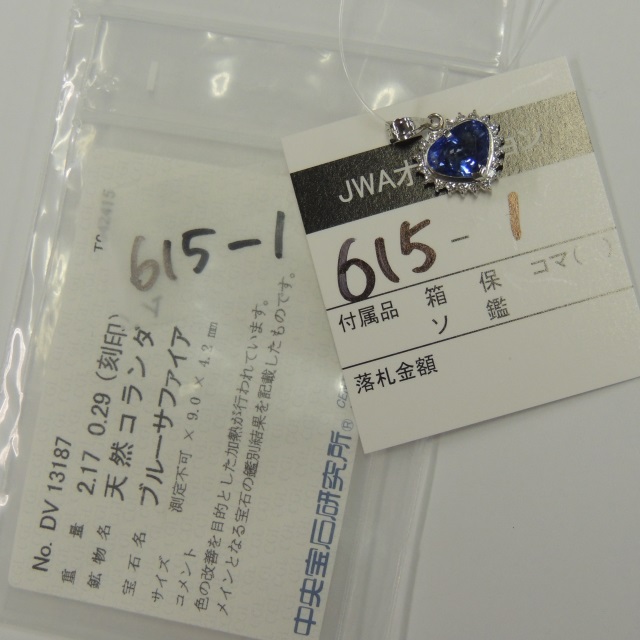 JWAオークション
615-1
付属品 箱 保 コマ( )
ソ 鑑
落札金額
615-1
No. DV 13187
重量 2.17 0.29 (刻印)
鉱物名 天然コランダム
宝石名 ブルーサファイア
サイズ 測定不可 × 9.0 × 4.2 mm
コメント
色の改善を目的とした加熱が行われています。
メインとなる宝石の鑑別結果を記載したものです。
中央宝石研究所®